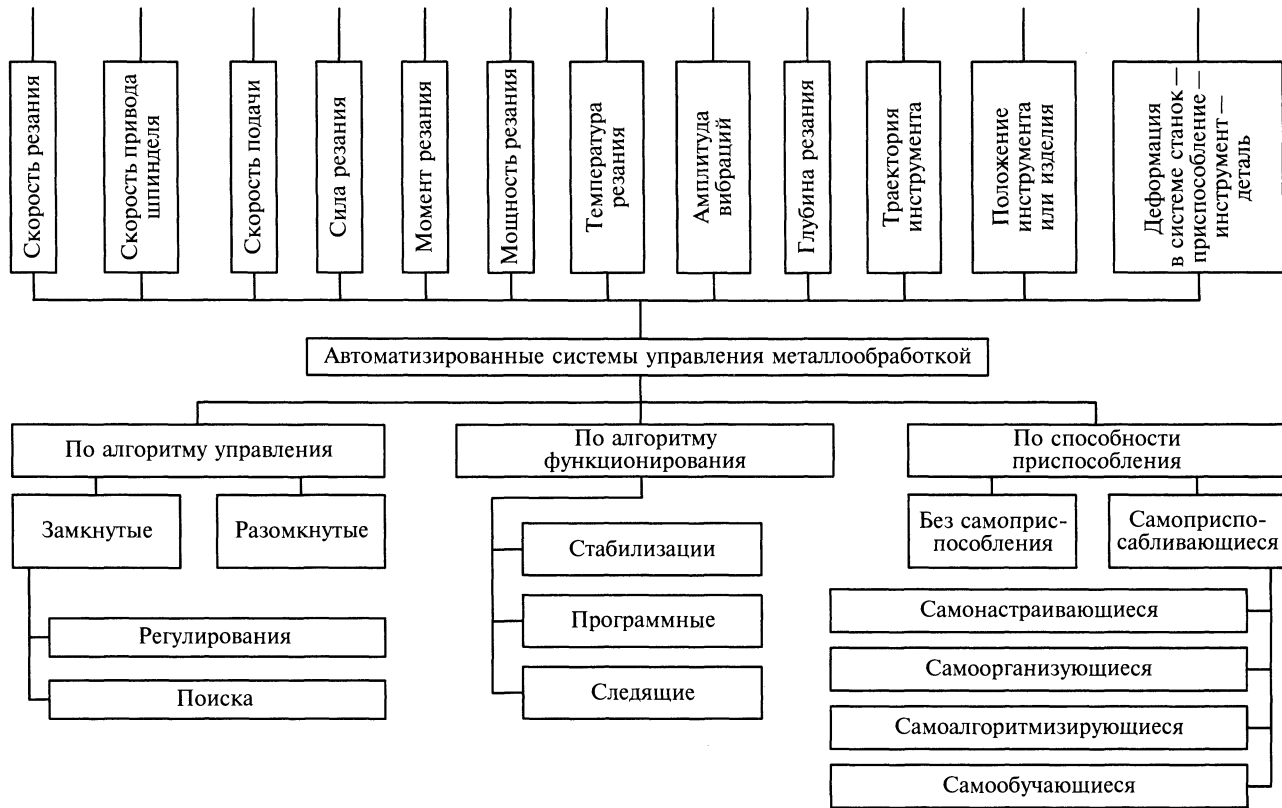 Скорость резания
Скорость привода
шпинделя
Скорость подачи
Сила резания
Момент резания
Мощность резания
Температура
резания
Амплитуда
вибраций
Глубина резания
Траектория
инструмента
Положение
инструмента
или изделия
Деформация
в системе станок —
приспособление —
инструмент —
деталь
Автоматизированные системы управления металлообработкой
По алгоритму управления
Замкнутые
Разомкнутые
Регулирования
Поиска
По алгоритму
функционирования
Стабилизации
Программные
Следящие
По способности
приспособления
Без самоприс-
пособления
Самоприспо-
сабливающиеся
Самонастраивающиеся
Самоорганизующиеся
Самоалгоритмизирующиеся
Самообучающиеся